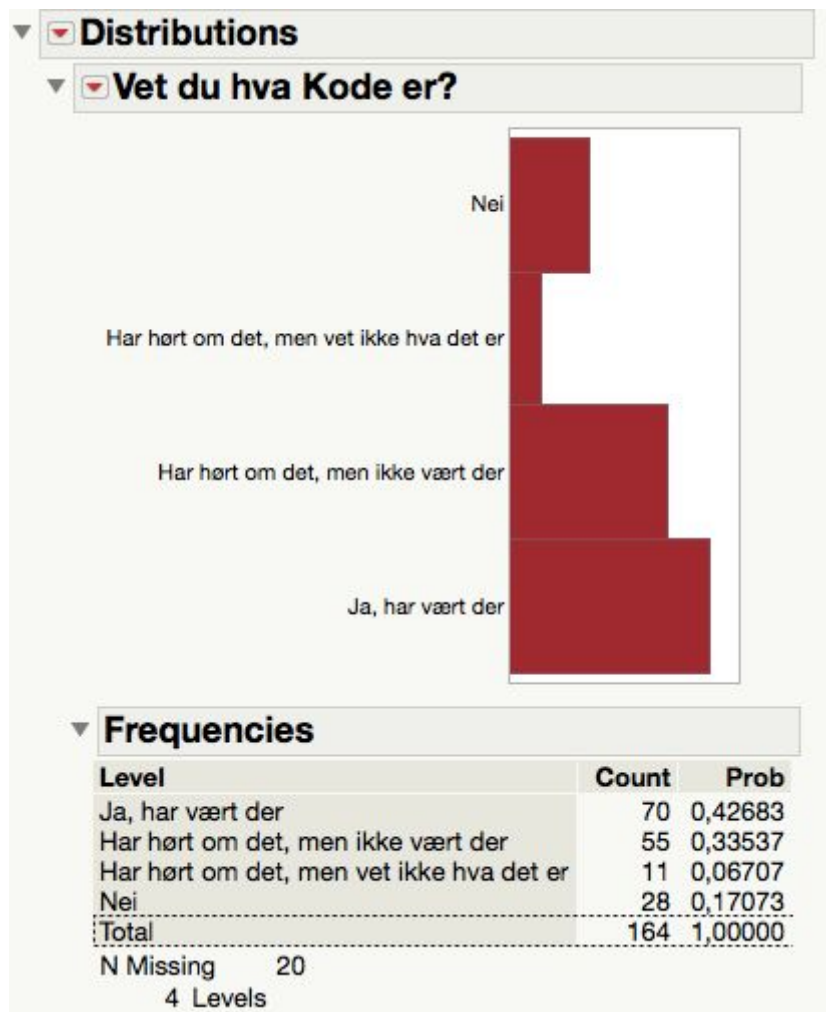 Distributions
Vet du hva Kode er?
Nei
Har hørt om det, men vet ikke hva det er
Har hørt om det, men ikke vært der
Ja, har vært der
Frequencies
Level Count Prob
Ja, har vært der 70 0,42683
Har hørt om det, men ikke vært der 55 0,33537
Har hørt om det, men vet ikke hva det er 11 0,06707
Nei 28 0,17073
Total 164 1,00000
N Missing 20
4 Levels